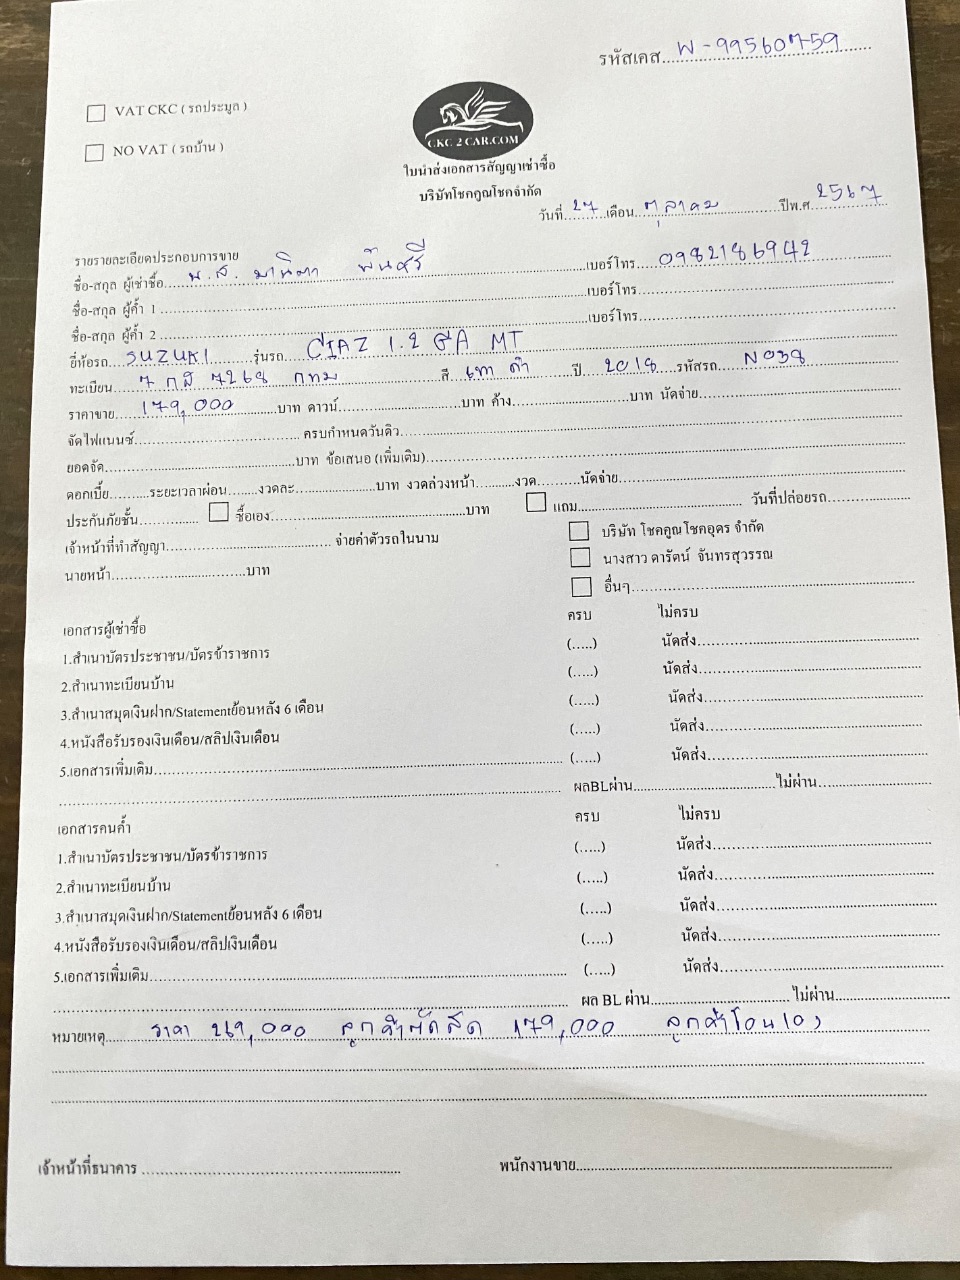 รหัสเคส W-99560759
VAT CKC ( รถประมูล )
NO VAT ( รถบ้าน )
CKC 2 CAR.COM
ใบนำส่งเอกสารสัญญาเช่าซื้อ
บริษัทโชคคูณโชคจำกัด
วันที่ 27 เดือน ตุลาคม ปีพ.ศ 2567
รายรายละเอียดประกอบการขาย
ชื่อ-สกุล ผู้เช่าซื้อ น.ส. มานิตา พันศรี เบอร์โทร 0982186942
ชื่อ-สกุล ผู้ค้ำ 1 เบอร์โทร
ชื่อ-สกุล ผู้ค้ำ 2 เบอร์โทร
ยี่ห้อรถ SUZUKI รุ่นรถ CIAZ 1.2 GA MT
ทะเบียน 7 กส 7268 กทม สี เทาดำ ปี 2018 รหัสรถ N038
ราคาขาย 179,000 บาท ดาวน์ บาท ค้าง บาท นัดจ่าย
จัดไฟแนนซ์ ครบกำหนดวันดิว
ยอดจัด บาท ข้อเสนอ (เพิ่มเติม)
ดอกเบี้ย ระยะเวลาผ่อน งวดละ บาท งวดล่วงหน้า งวด นัดจ่าย
ประกันภัยชั้น ซื้อเอง บาท แถม วันที่ปล่อยรถ
เจ้าหน้าที่ทำสัญญา จ่ายค่าตัวรถในนาม บริษัท โชคคูณโชคอุดร จำกัด
นายหน้า บาท นางสาว ดารัตน์ จันทรสุวรรณ
อื่นๆ
เอกสารผู้เช่าซื้อ ครบ ไม่ครบ
1.สำเนาบัตรประชาชน/บัตรข้าราชการ (.....) นัดส่ง
2.สำเนาทะเบียนบ้าน (.....) นัดส่ง
3.สำเนาสมุดเงินฝาก/Statementย้อนหลัง 6 เดือน (.....) นัดส่ง
4.หนังสือรับรองเงินเดือน/สลิปเงินเดือน (.....) นัดส่ง
5.เอกสารเพิ่มเติม (.....) นัดส่ง
ผลBLผ่าน ไม่ผ่าน
เอกสารคนค้ำ ครบ ไม่ครบ
1.สำเนาบัตรประชาชน/บัตรข้าราชการ (.....) นัดส่ง
2.สำเนาทะเบียนบ้าน (.....) นัดส่ง
3.สำเนาสมุดเงินฝาก/Statementย้อนหลัง 6 เดือน (.....) นัดส่ง
4.หนังสือรับรองเงินเดือน/สลิปเงินเดือน (.....) นัดส่ง
5.เอกสารเพิ่มเติม (.....) นัดส่ง
ผล BL ผ่าน ไม่ผ่าน
หมายเหตุ ราคา 269,000 ลูกค้าตัดสด 179,000 ลูกค้าโอนเอง
เจ้าหน้าที่ธนาคาร พนักงานขาย